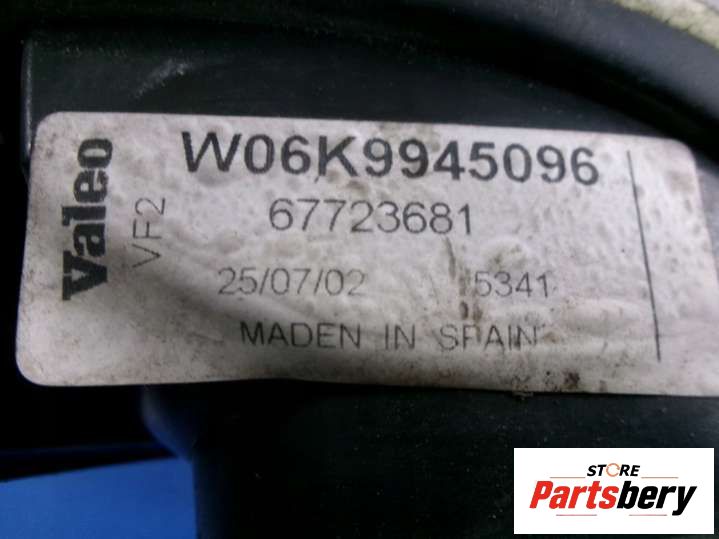 Valeo
VF2
W06K9945096
67723681
25/07/02 5341
MADEN IN SPAIN
STORE
Partsbery